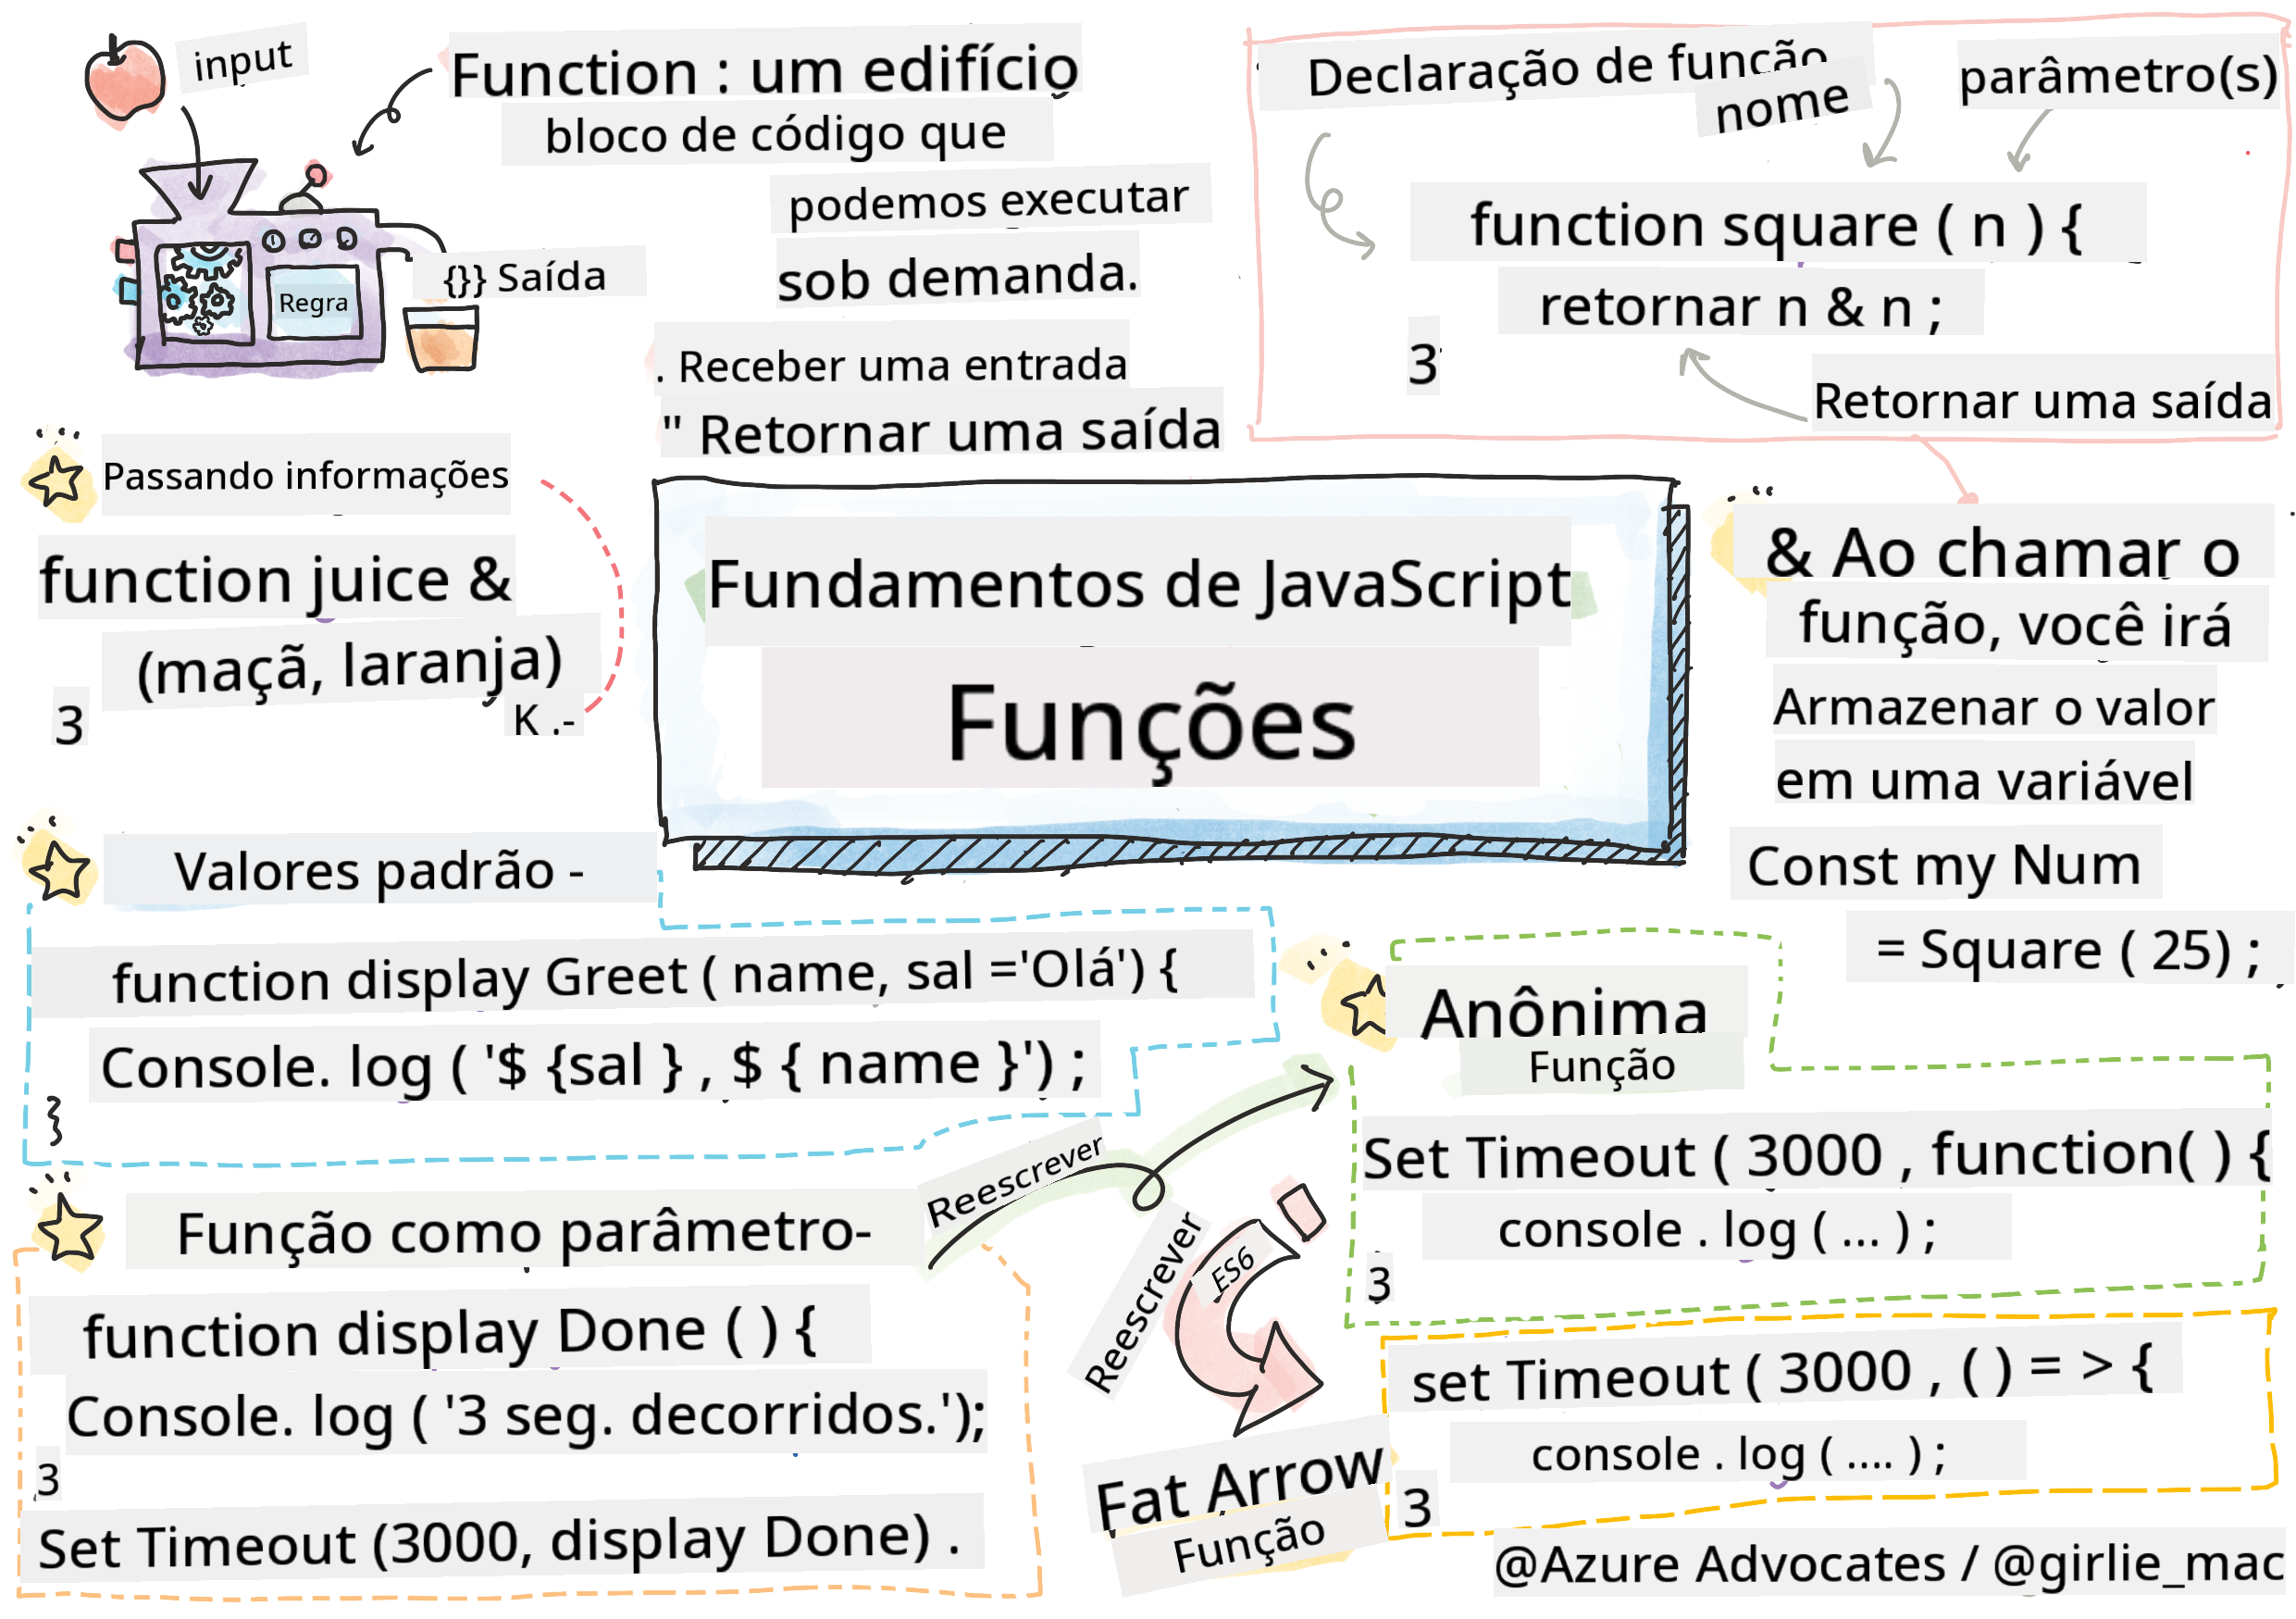 input
Function : um edifício
bloco de código que
podemos executar
sob demanda.
. Receber uma entrada
" Retornar uma saída
{}} Saída
Regra
Declaração de função
nome
parâmetro(s)
function square ( n ) {
retornar n & n ;
3
Retornar uma saída
Passando informações
function juice &
(maçã, laranja)
3
K .-
Fundamentos de JavaScript
Funções
& Ao chamar o
função, você irá
Armazenar o valor
em uma variável
Const my Num
= Square ( 25) ;
Valores padrão -
function display Greet ( name, sal ='Olá') {
Console. log ( '$ {sal } , $ { name }') ;
}
Função como parâmetro-
function display Done ( ) {
Console. log ( '3 seg. decorridos.');
3
Set Timeout (3000, display Done) .
Reescrever
Anônima
Função
Set Timeout ( 3000 , function( ) {
console . log ( ... ) ;
3
Reescrever
ES6
Fat Arrow
Função
set Timeout ( 3000 , ( ) = > {
console . log ( .... ) ;
3
@Azure Advocates / @girlie_mac